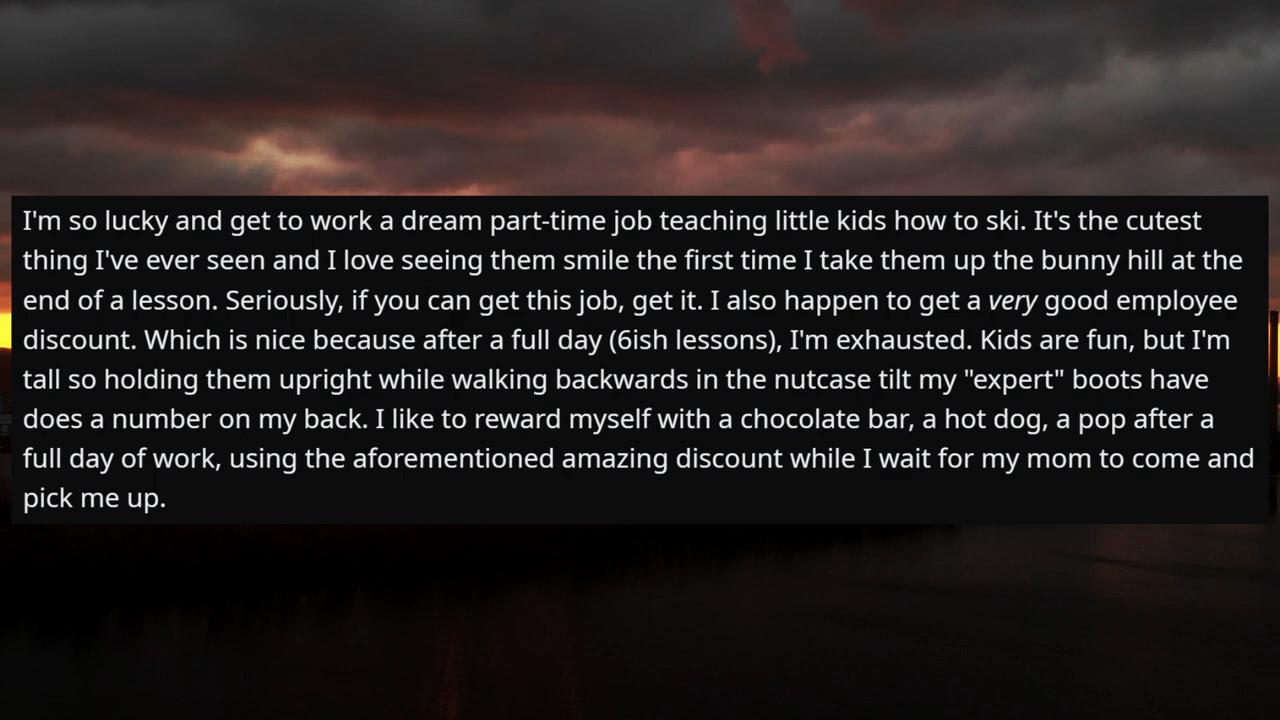 I'm so lucky and get to work a dream part-time job teaching little kids how to ski. It's the cutest
thing I've ever seen and I love seeing them smile the first time I take them up the bunny hill at the
end of a lesson. Seriously, if you can get this job, get it. I also happen to get a very good employee
discount. Which is nice because after a full day (6ish lessons), I'm exhausted. Kids are fun, but I'm
tall so holding them upright while walking backwards in the nutcase tilt my "expert" boots have
does a number on my back. I like to reward myself with a chocolate bar, a hot dog, a pop after a
full day of work, using the aforementioned amazing discount while I wait for my mom to come and
pick me up.